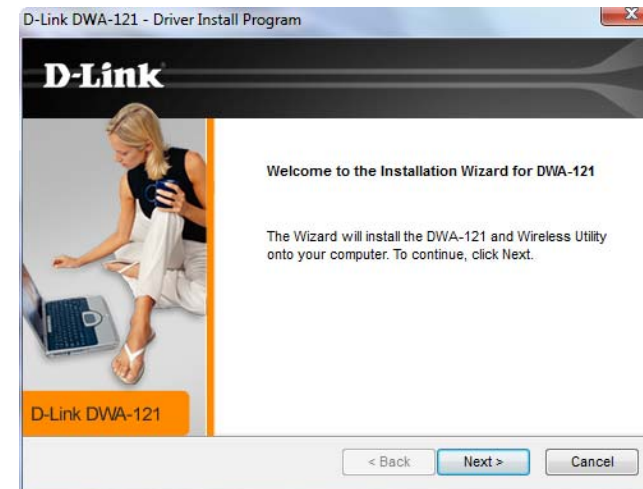 D-Link DWA-121 - Driver Install Program
D-Link
Welcome to the Installation Wizard for DWA-121
The Wizard will install the DWA-121 and Wireless Utility
onto your computer. To continue, click Next.
D-Link DWA-121
< Back Next > Cancel